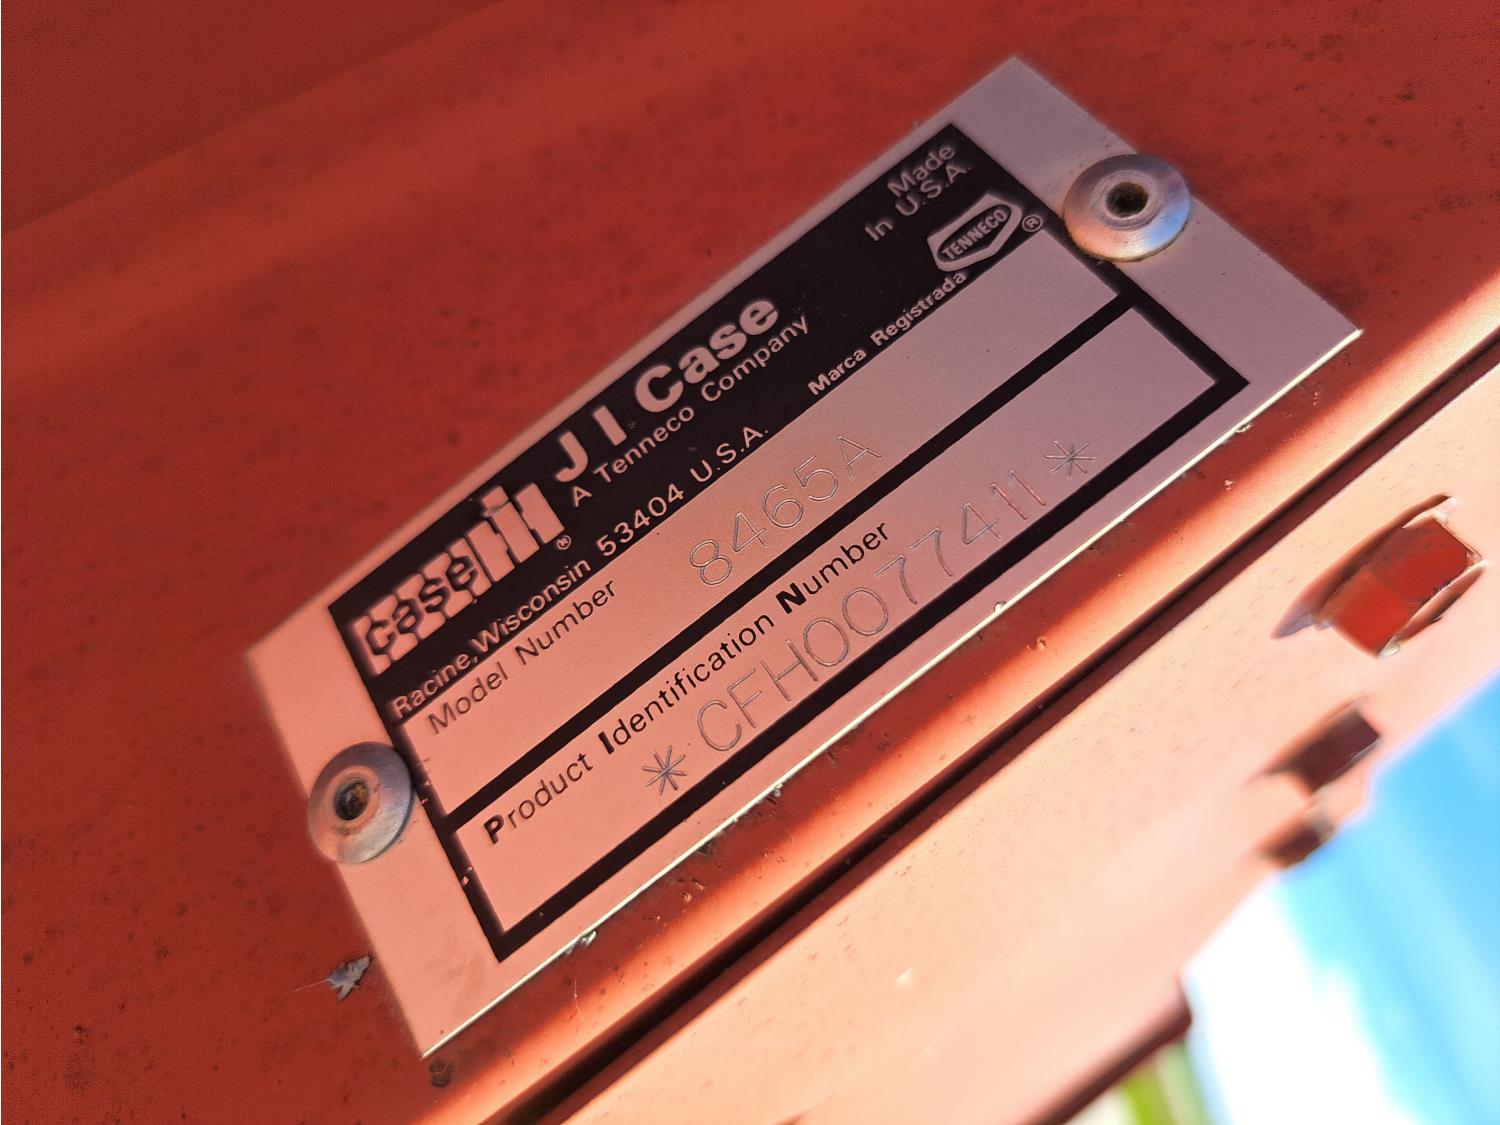 Made
In U.S.A.
TENNECO ®
case IH ®
J I Case
A Tenneco Company
Racine, Wisconsin 53404 U.S.A.
Marca Registrada
Model Number
8465A
Product Identification Number
* CFH0077411 *